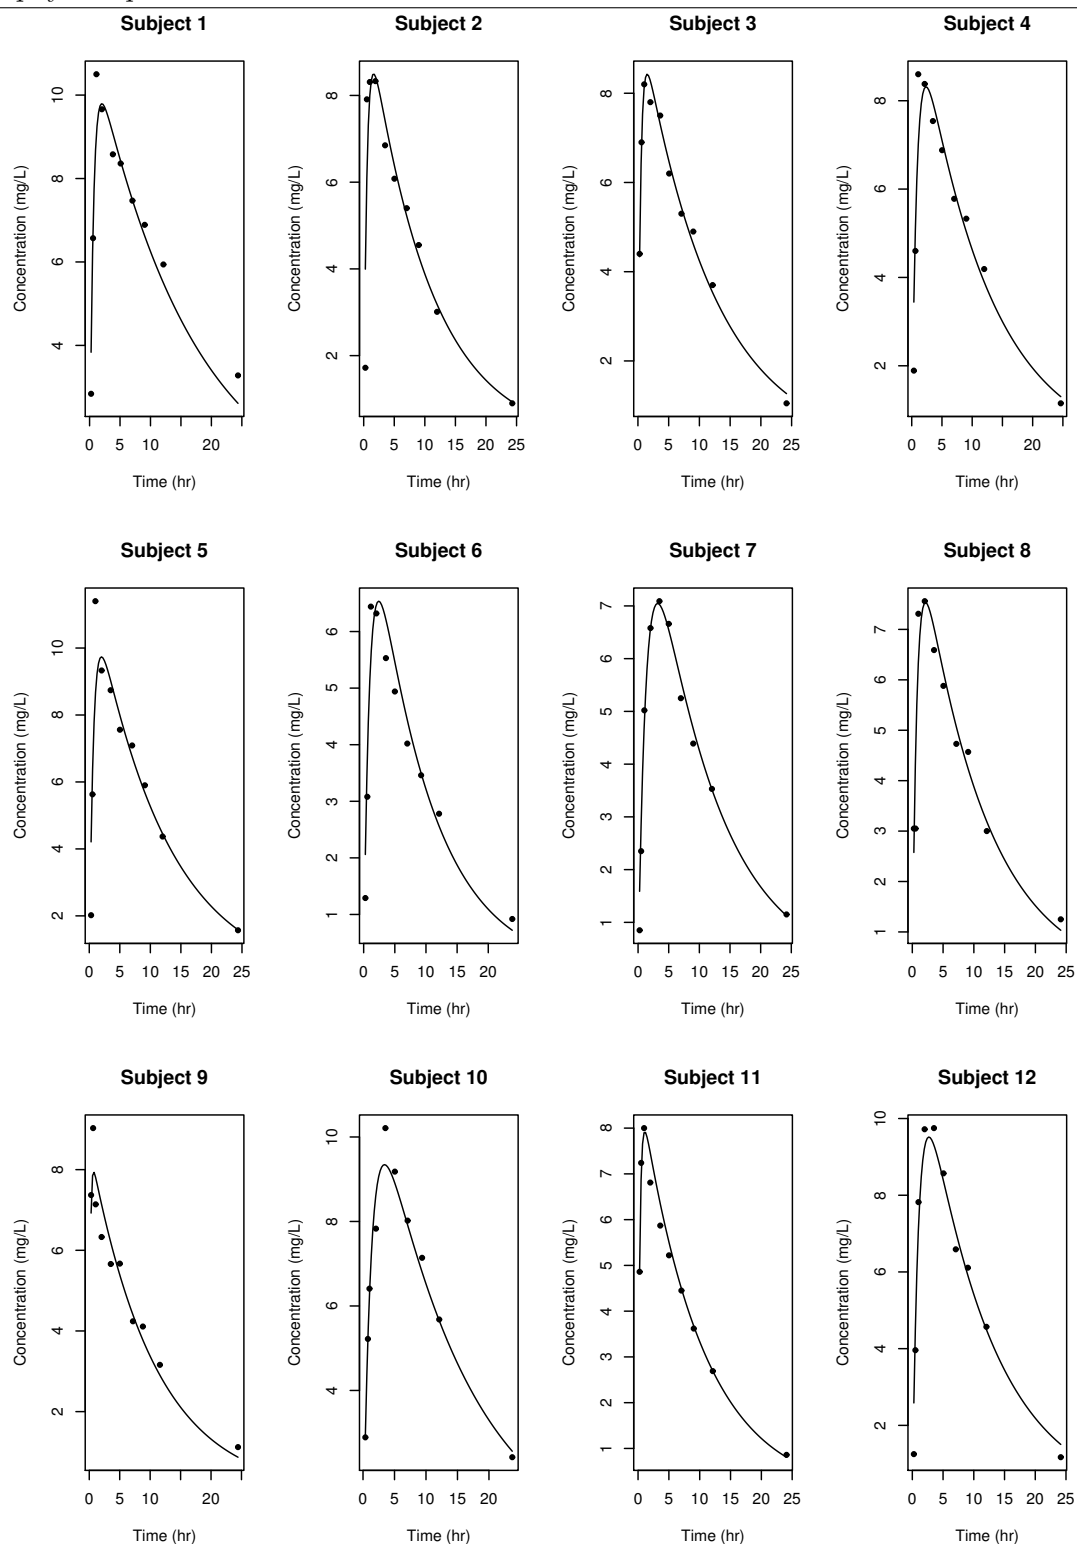 Subject 1 Subject 2 Subject 3 Subject 4
Concentration (mg/L) Concentration (mg/L) Concentration (mg/L) Concentration (mg/L)
4 6 8 10
2 4 6 8
2 4 6 8
2 4 6 8
0 5 10 20
0 5 10 15 20 25
0 5 10 15 20 25
0 5 10 20
Time (hr) Time (hr) Time (hr) Time (hr)
Subject 5 Subject 6 Subject 7 Subject 8
Concentration (mg/L) Concentration (mg/L) Concentration (mg/L) Concentration (mg/L)
2 4 6 8 10
1 2 3 4 5 6
1 2 3 4 5 6 7
1 2 3 4 5 6 7
0 5 10 15 20 25
0 5 10 20
0 5 10 15 20 25
0 5 10 15 20 25
Time (hr) Time (hr) Time (hr) Time (hr)
Subject 9 Subject 10 Subject 11 Subject 12
Concentration (mg/L) Concentration (mg/L) Concentration (mg/L) Concentration (mg/L)
2 4 6 8
4 6 8 10
1 2 3 4 5 6 7 8
2 4 6 8 10
0 5 10 20
0 5 10 15 20
0 5 10 15 20 25
0 5 10 15 20 25
Time (hr) Time (hr) Time (hr) Time (hr)